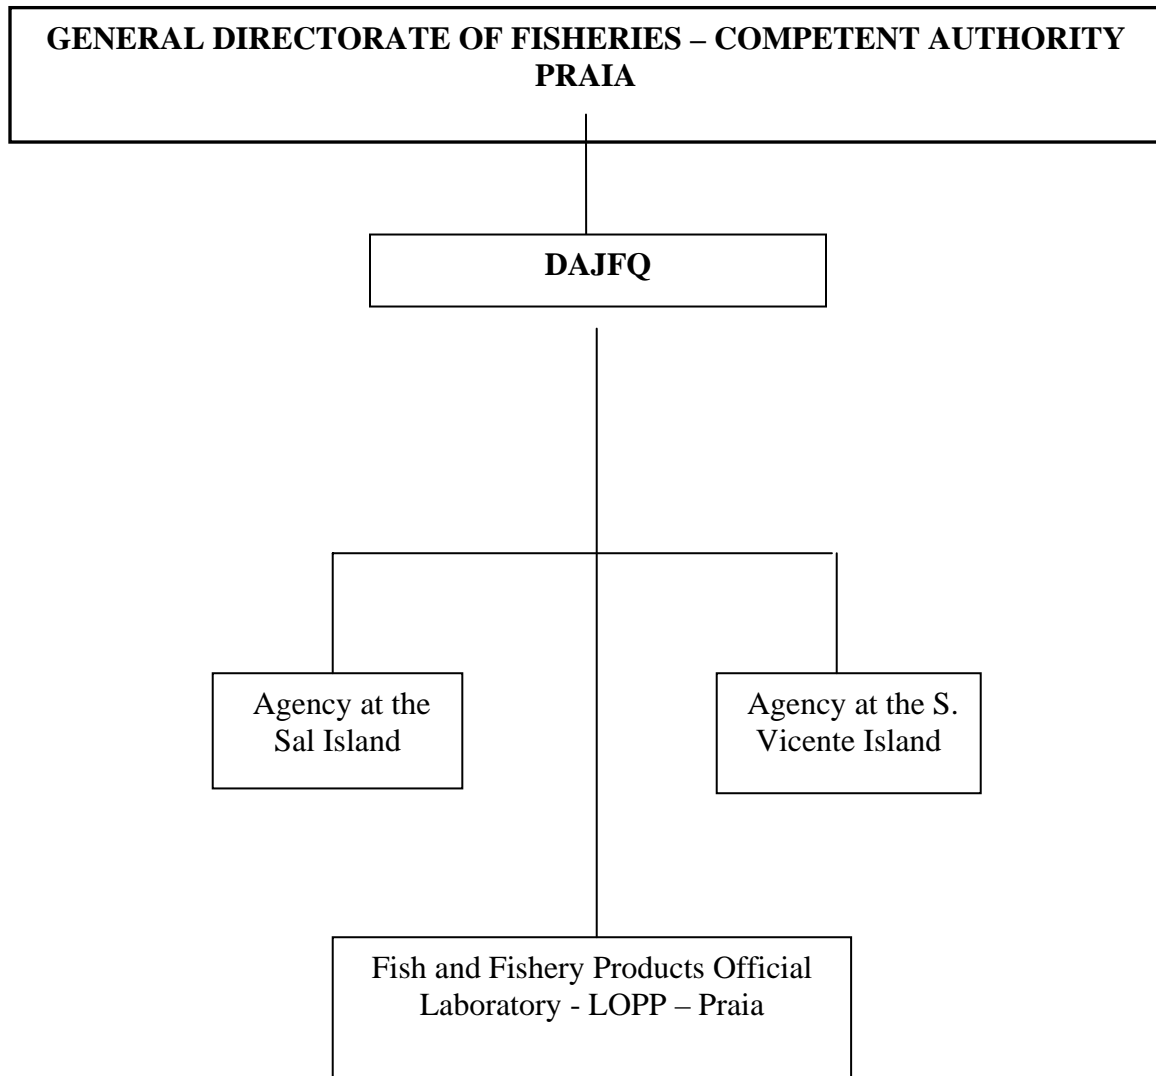 GENERAL DIRECTORATE OF FISHERIES – COMPETENT AUTHORITY
PRAIA
DAJFQ
Agency at the
Sal Island
Agency at the S.
Vicente Island
Fish and Fishery Products Official
Laboratory - LOPP – Praia